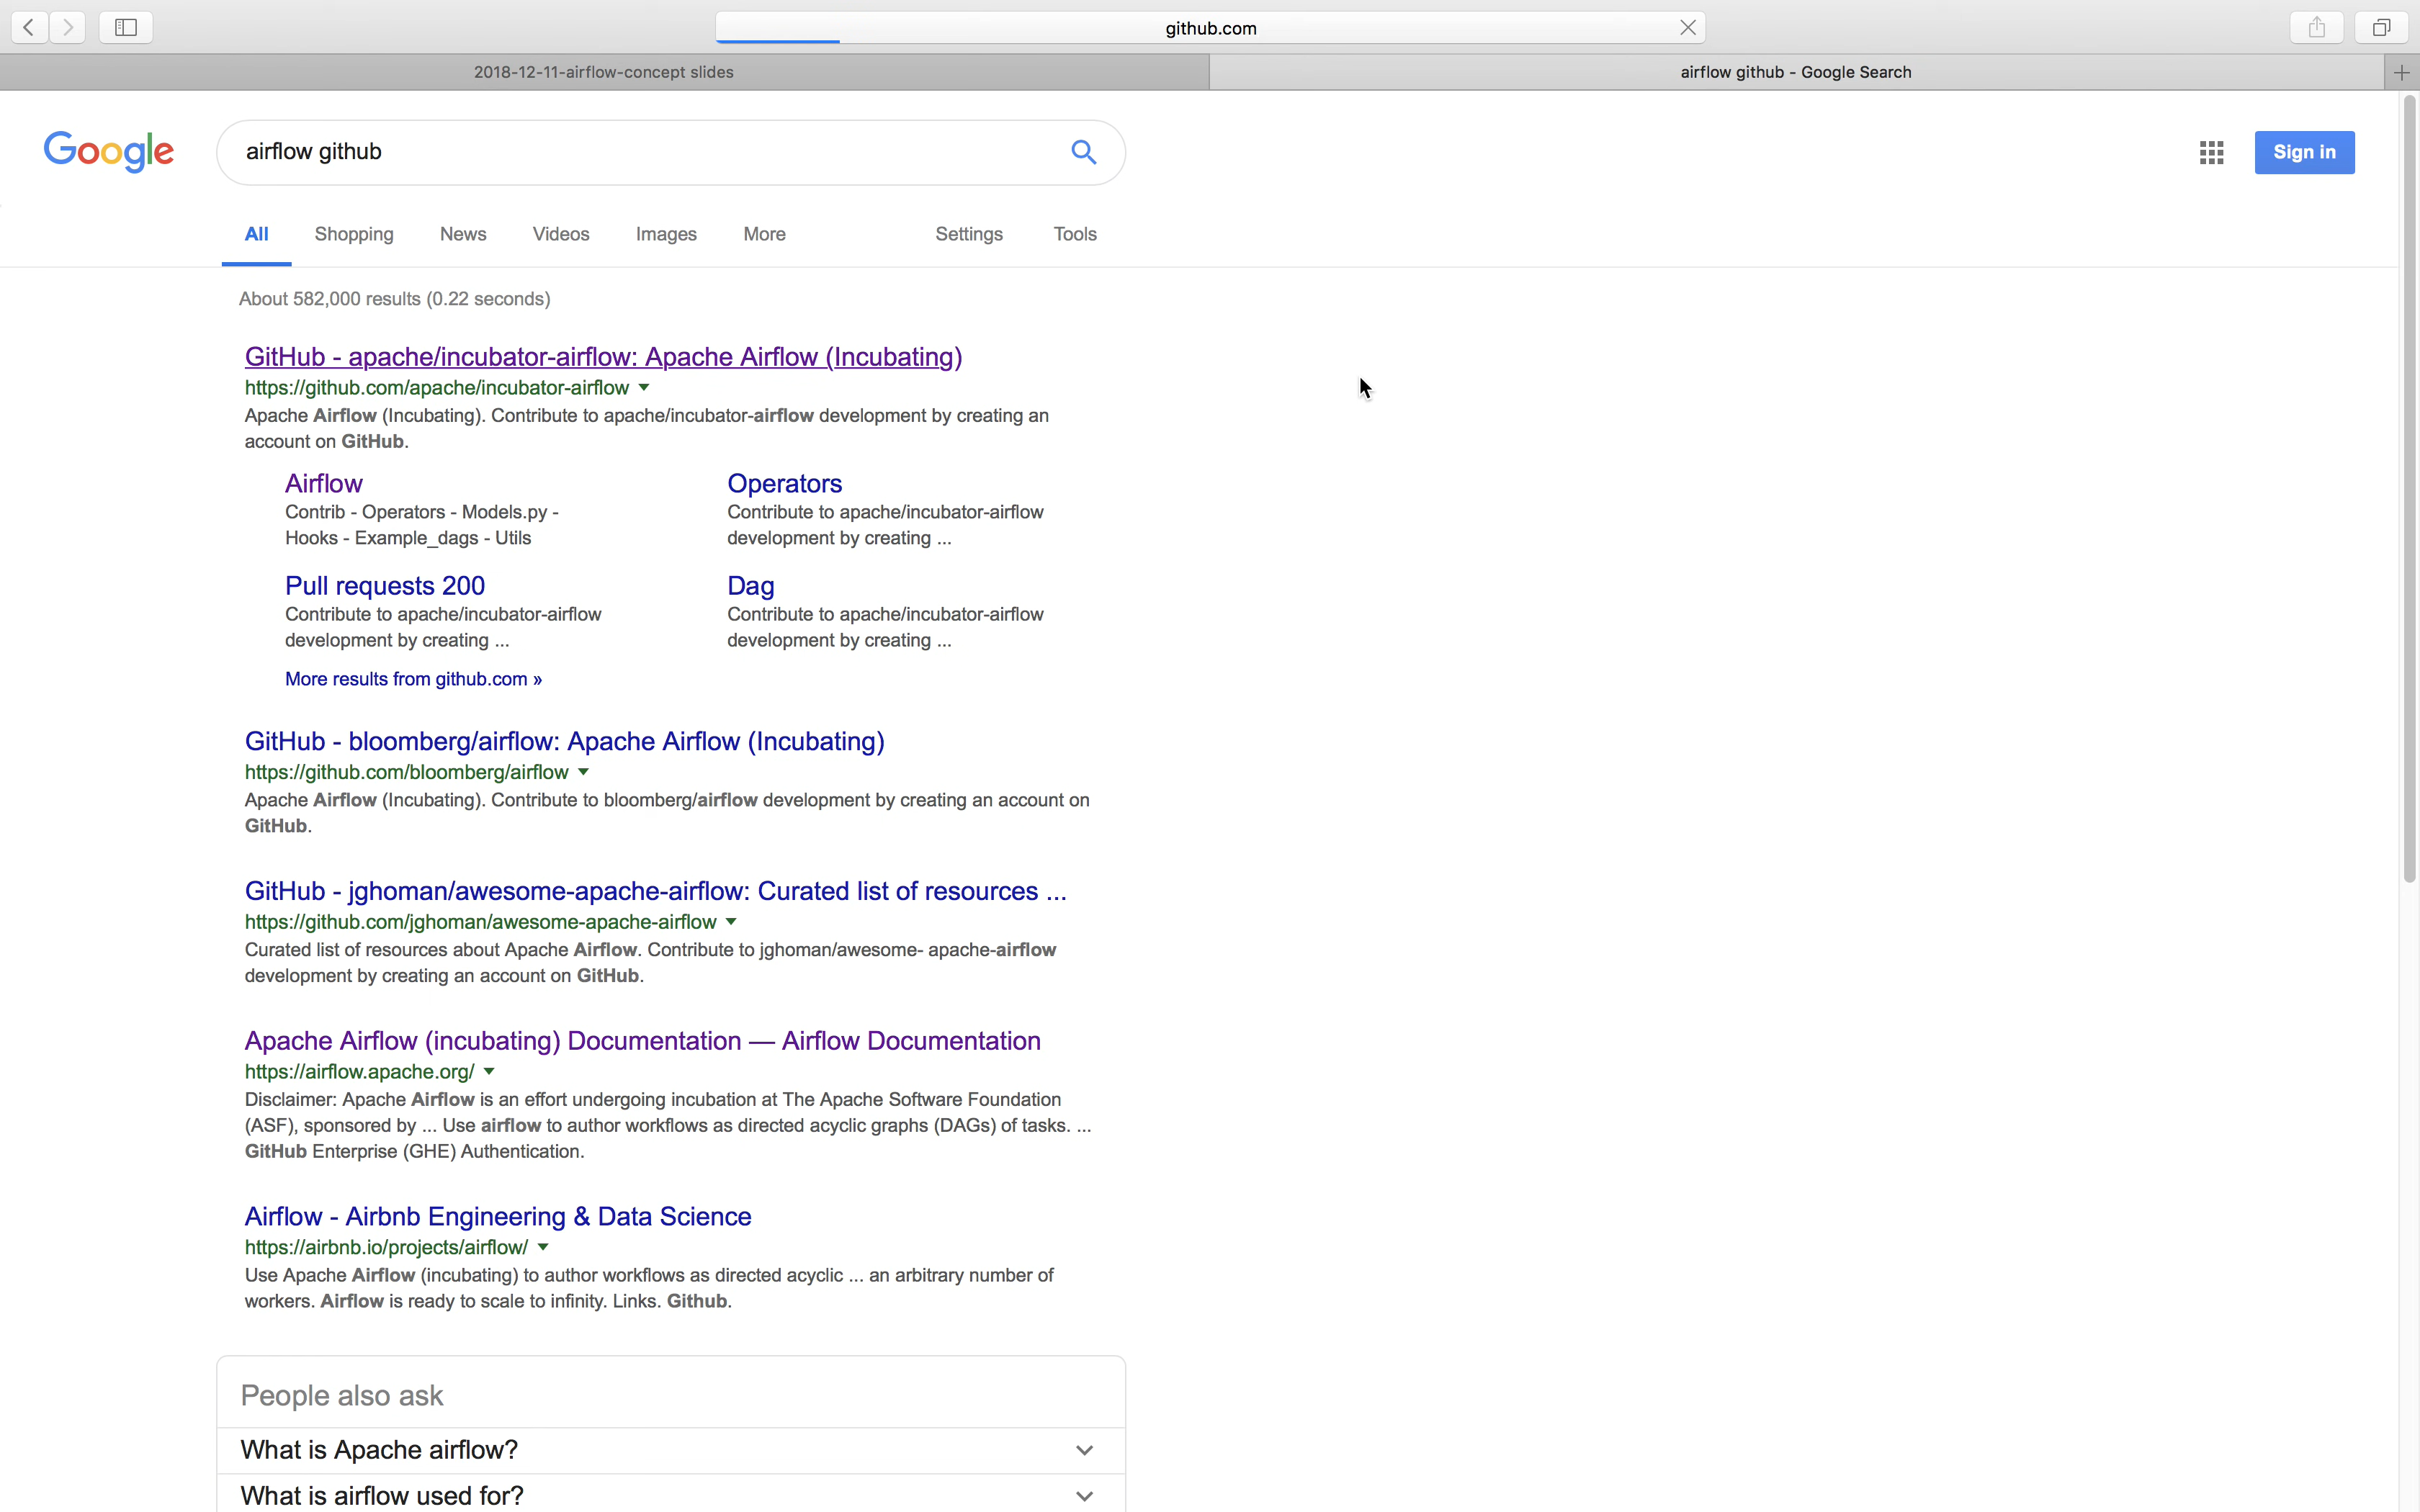 github.com
2018-12-11-airflow-concept slides
airflow github - Google Search
Google
airflow github
Sign in
All
Shopping
News
Videos
Images
More
Settings
Tools
About 582,000 results (0.22 seconds)
GitHub - apache/incubator-airflow: Apache Airflow (Incubating)
https://github.com/apache/incubator-airflow
Apache Airflow (Incubating). Contribute to apache/incubator-airflow development by creating an
account on GitHub.
Airflow
Contrib - Operators - Models.py -
Hooks - Example_dags - Utils
Operators
Contribute to apache/incubator-airflow
development by creating ...
Pull requests 200
Contribute to apache/incubator-airflow
development by creating ...
Dag
Contribute to apache/incubator-airflow
development by creating ...
More results from github.com »
GitHub - bloomberg/airflow: Apache Airflow (Incubating)
https://github.com/bloomberg/airflow
Apache Airflow (Incubating). Contribute to bloomberg/airflow development by creating an account on
GitHub.
GitHub - jghoman/awesome-apache-airflow: Curated list of resources ...
https://github.com/jghoman/awesome-apache-airflow
Curated list of resources about Apache Airflow. Contribute to jghoman/awesome- apache-airflow
development by creating an account on GitHub.
Apache Airflow (incubating) Documentation — Airflow Documentation
https://airflow.apache.org/
Disclaimer: Apache Airflow is an effort undergoing incubation at The Apache Software Foundation
(ASF), sponsored by ... Use airflow to author workflows as directed acyclic graphs (DAGs) of tasks. ...
GitHub Enterprise (GHE) Authentication.
Airflow - Airbnb Engineering & Data Science
https://airbnb.io/projects/airflow/
Use Apache Airflow (incubating) to author workflows as directed acyclic ... an arbitrary number of
workers. Airflow is ready to scale to infinity. Links. Github.
People also ask
What is Apache airflow?
What is airflow used for?